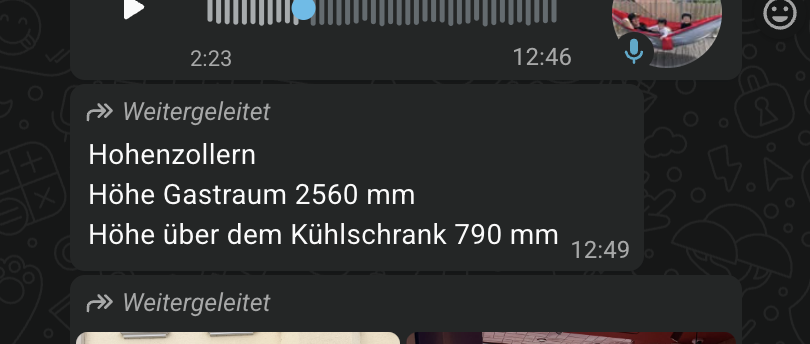 2:23
12:46
Weitergeleitet
Hohenzollern
Höhe Gastraum 2560 mm
Höhe über dem Kühlschrank 790 mm
12:49
Weitergeleitet